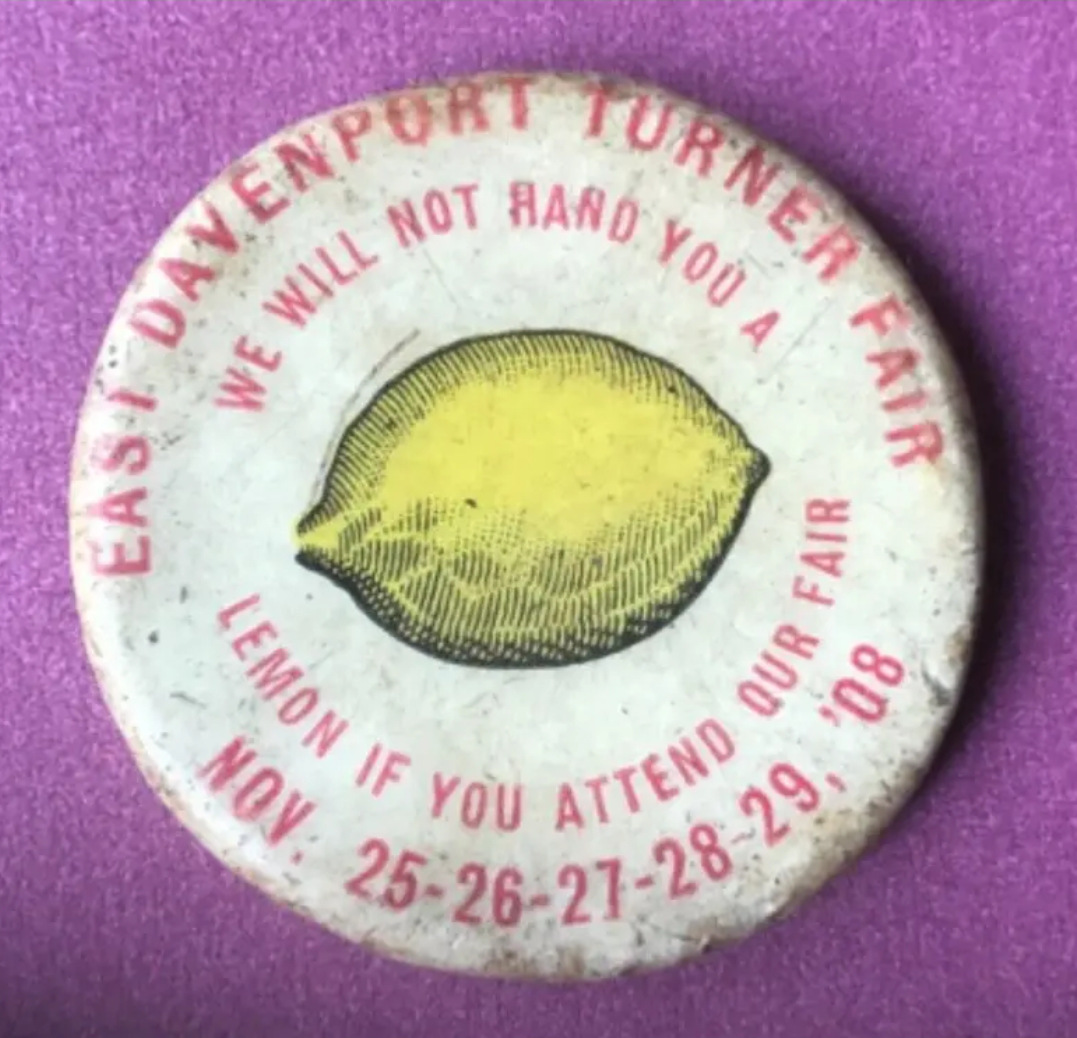 EAST DAVENPORT TURNER FAIR
WE WILL NOT HAND YOU A
LEMON IF YOU ATTEND OUR FAIR
NOV. 25-26-27-28-29, '08